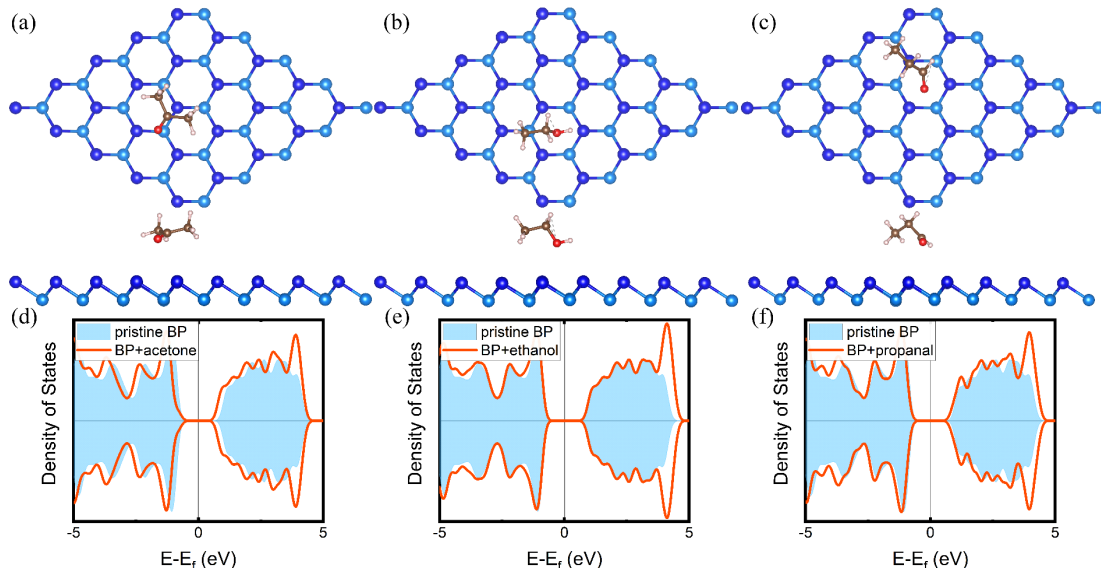 (a)
(b)
(c)
(d)
pristine BP
BP+acetone
Density of States
-5
0
5
E-E_f (eV)
(e)
pristine BP
BP+ethanol
Density of States
-5
0
5
E-E_f (eV)
(f)
pristine BP
BP+propanal
Density of States
-5
0
5
E-E_f (eV)